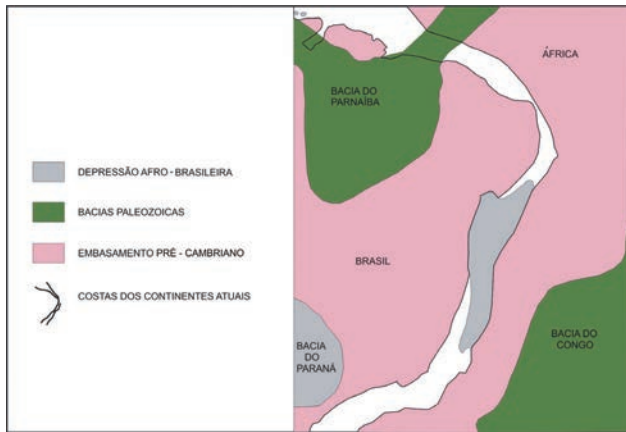 DEPRESSÃO AFRO - BRASILEIRA
BACIAS PALEOZOICAS
EMBASAMENTO PRÉ - CAMBRIANO
COSTAS DOS CONTINENTES ATUAIS
ÁFRICA
BACIA DO
PARNAÍBA
BRASIL
BACIA
DO
PARANÁ
BACIA DO
CONGO